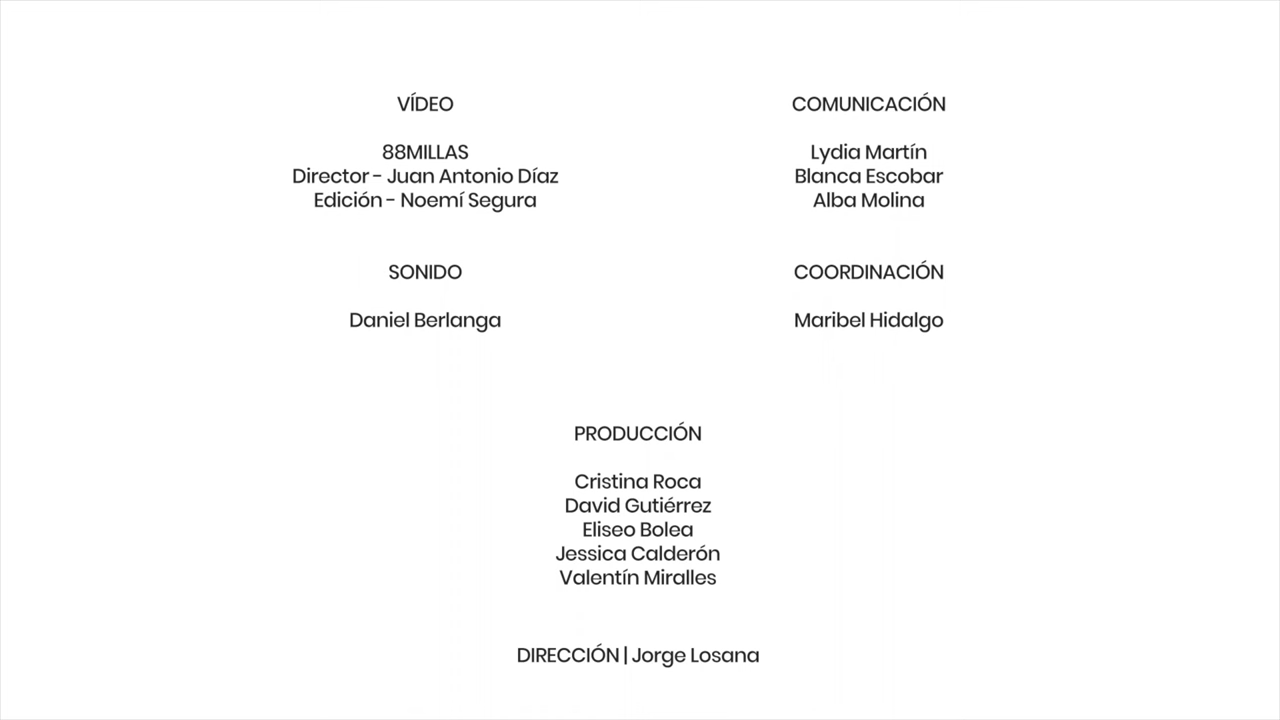 VÍDEO
88MILLAS
Director - Juan Antonio Díaz
Edición - Noemí Segura
SONIDO
Daniel Berlanga
COMUNICACIÓN
Lydia Martín
Blanca Escobar
Alba Molina
COORDINACIÓN
Maribel Hidalgo
PRODUCCIÓN
Cristina Roca
David Gutiérrez
Eliseo Bolea
Jessica Calderón
Valentín Miralles
DIRECCIÓN | Jorge Losana